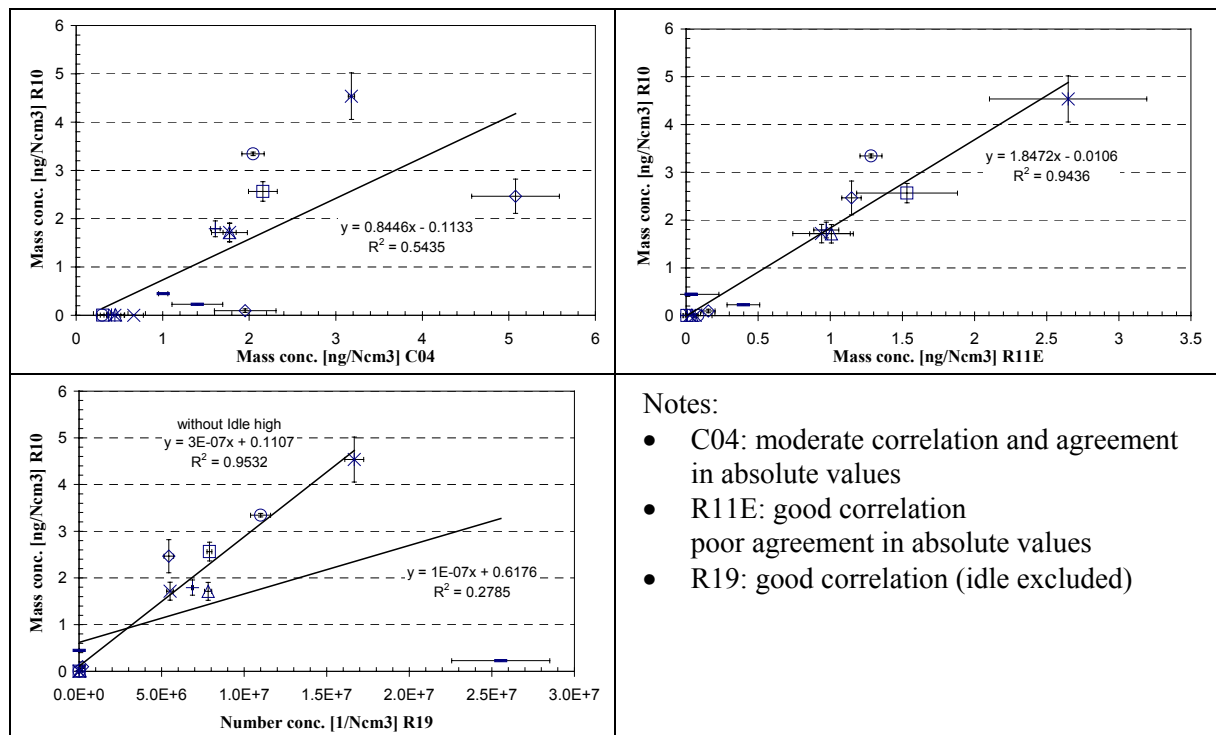 6
5
4
3
2
1
0
Mass conc. [ng/Ncm3] R10
y = 0.8446x - 0.1133
R2 = 0.5435
0 1 2 3 4 5 6
Mass conc. [ng/Ncm3] C04
6
5
4
3
2
1
0
Mass conc. [ng/Ncm3] R10
y = 1.8472x - 0.0106
R2 = 0.9436
0 0.5 1 1.5 2 2.5 3 3.5
Mass conc. [ng/Ncm3] R11E
6
5
4
3
2
1
0
Mass conc. [ng/Ncm3] R10
without Idle high
y = 3E-07x + 0.1107
R2 = 0.9532
y = 1E-07x + 0.6176
R2 = 0.2785
0.0E+0 5.0E+6 1.0E+7 1.5E+7 2.0E+7 2.5E+7 3.0E+7
Number conc. [1/Ncm3] R19
Notes:
• C04: moderate correlation and agreement
in absolute values
• R11E: good correlation
poor agreement in absolute values
• R19: good correlation (idle excluded)